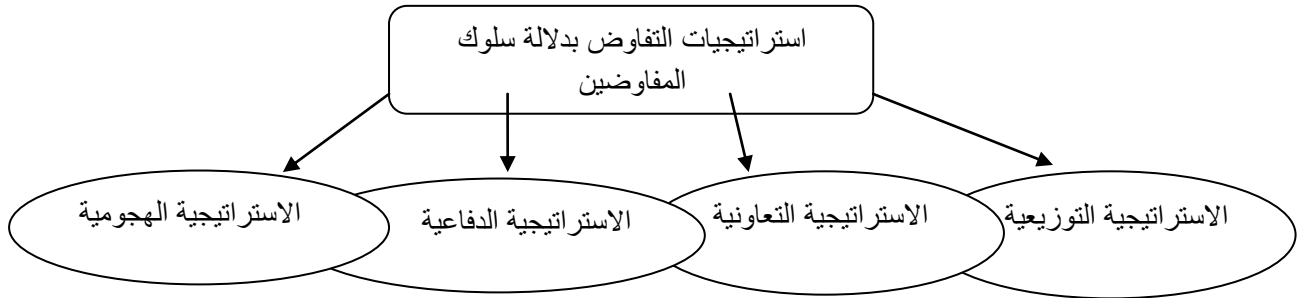 استراتيجيات التفاوض بدلالة سلوك
المفاوضين
الاستراتيجية التوزيعية
الاستراتيجية التعاونية
الاستراتيجية الدفاعية
الاستراتيجية الهجومية